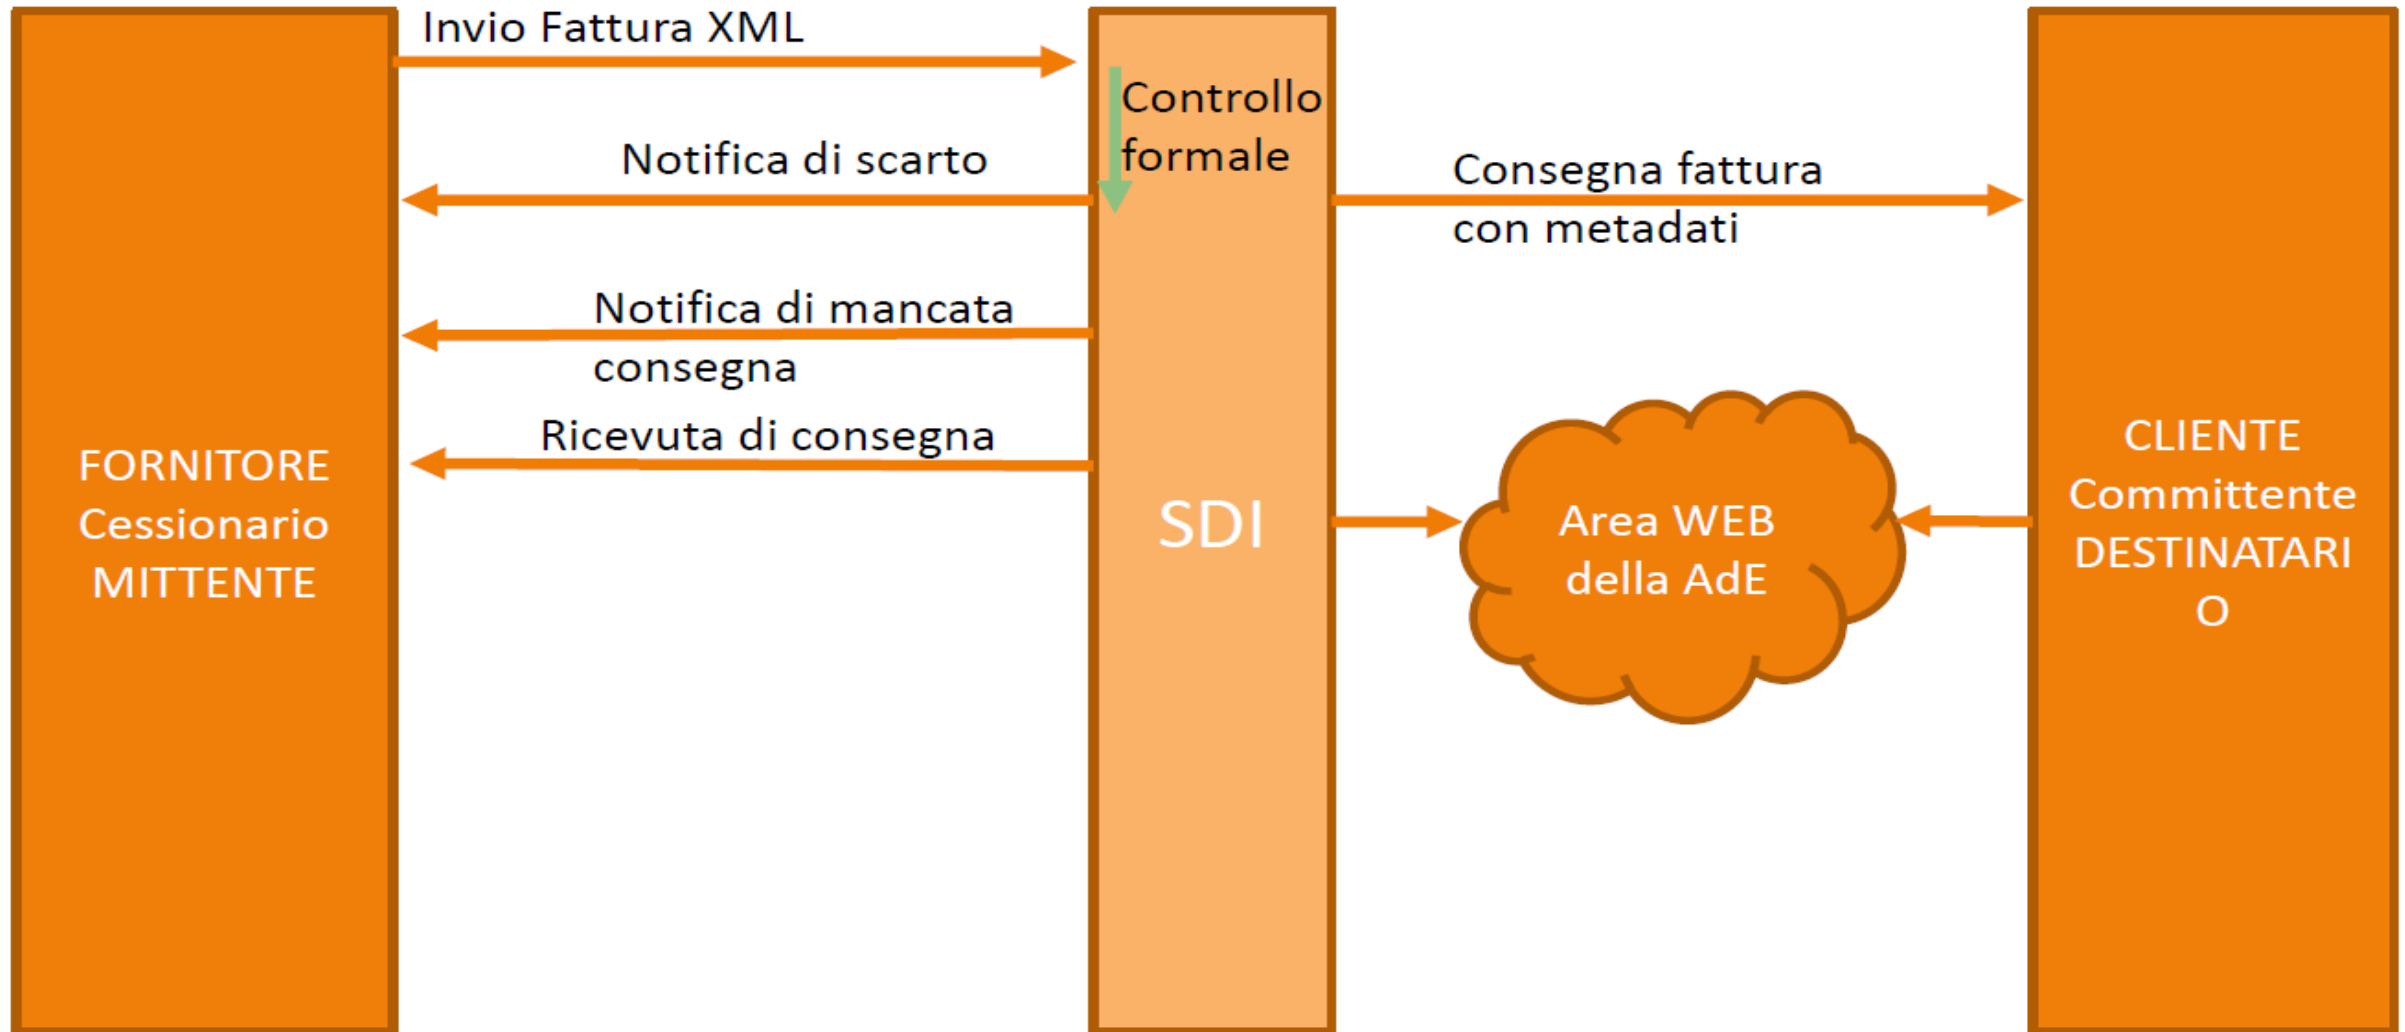 Invio Fattura XML
Controllo
formale
Notifica di scarto
Consegna fattura
con metadati
Notifica di mancata
consegna
Ricevuta di consegna
FORNITORE
Cessionario
MITTENTE
SDI
Area WEB
della AdE
CLIENTE
Committente
DESTINATARI
O